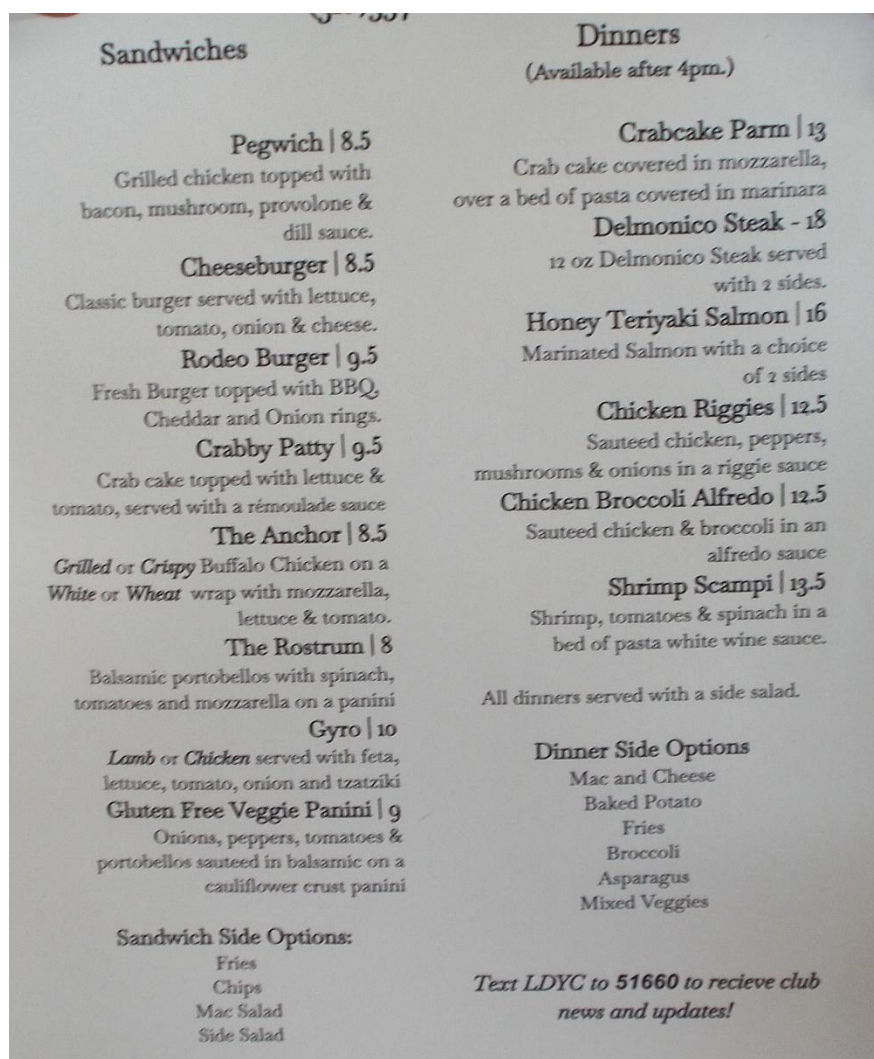 Sandwiches
Pegwich | 8.5
Grilled chicken topped with
bacon, mushroom, provolone &
dill sauce.
Cheeseburger | 8.5
Classic burger served with lettuce,
tomato, onion & cheese.
Rodeo Burger | 9.5
Fresh Burger topped with BBQ,
Cheddar and Onion rings.
Crabby Patty | 9.5
Crab cake topped with lettuce &
tomato, served with a rémoulade sauce
The Anchor | 8.5
Grilled or Crispy Buffalo Chicken on a
White or Wheat wrap with mozzarella,
lettuce & tomato.
The Rostrum | 8
Balsamic portobellos with spinach,
tomatoes and mozzarella on a panini
Gyro | 10
Lamb or Chicken served with feta,
lettuce, tomato, onion and tzatziki
Gluten Free Veggie Panini | 9
Onions, peppers, tomatoes &
portobellos sauteed in balsamic on a
cauliflower crust panini
Sandwich Side Options:
Fries
Chips
Mac Salad
Side Salad
Dinners
(Available after 4pm.)
Crabcake Parm | 13
Crab cake covered in mozzarella,
over a bed of pasta covered in marinara
Delmonico Steak - 18
12 oz Delmonico Steak served
with 2 sides.
Honey Teriyaki Salmon | 16
Marinated Salmon with a choice
of 2 sides
Chicken Riggies | 12.5
Sauteed chicken, peppers,
mushrooms & onions in a riggie sauce
Chicken Broccoli Alfredo | 12.5
Sauteed chicken & broccoli in an
alfredo sauce
Shrimp Scampi | 13.5
Shrimp, tomatoes & spinach in a
bed of pasta white wine sauce.
All dinners served with a side salad.
Dinner Side Options
Mac and Cheese
Baked Potato
Fries
Broccoli
Asparagus
Mixed Veggies
Text LDYC to 51660 to recieve club
news and updates!